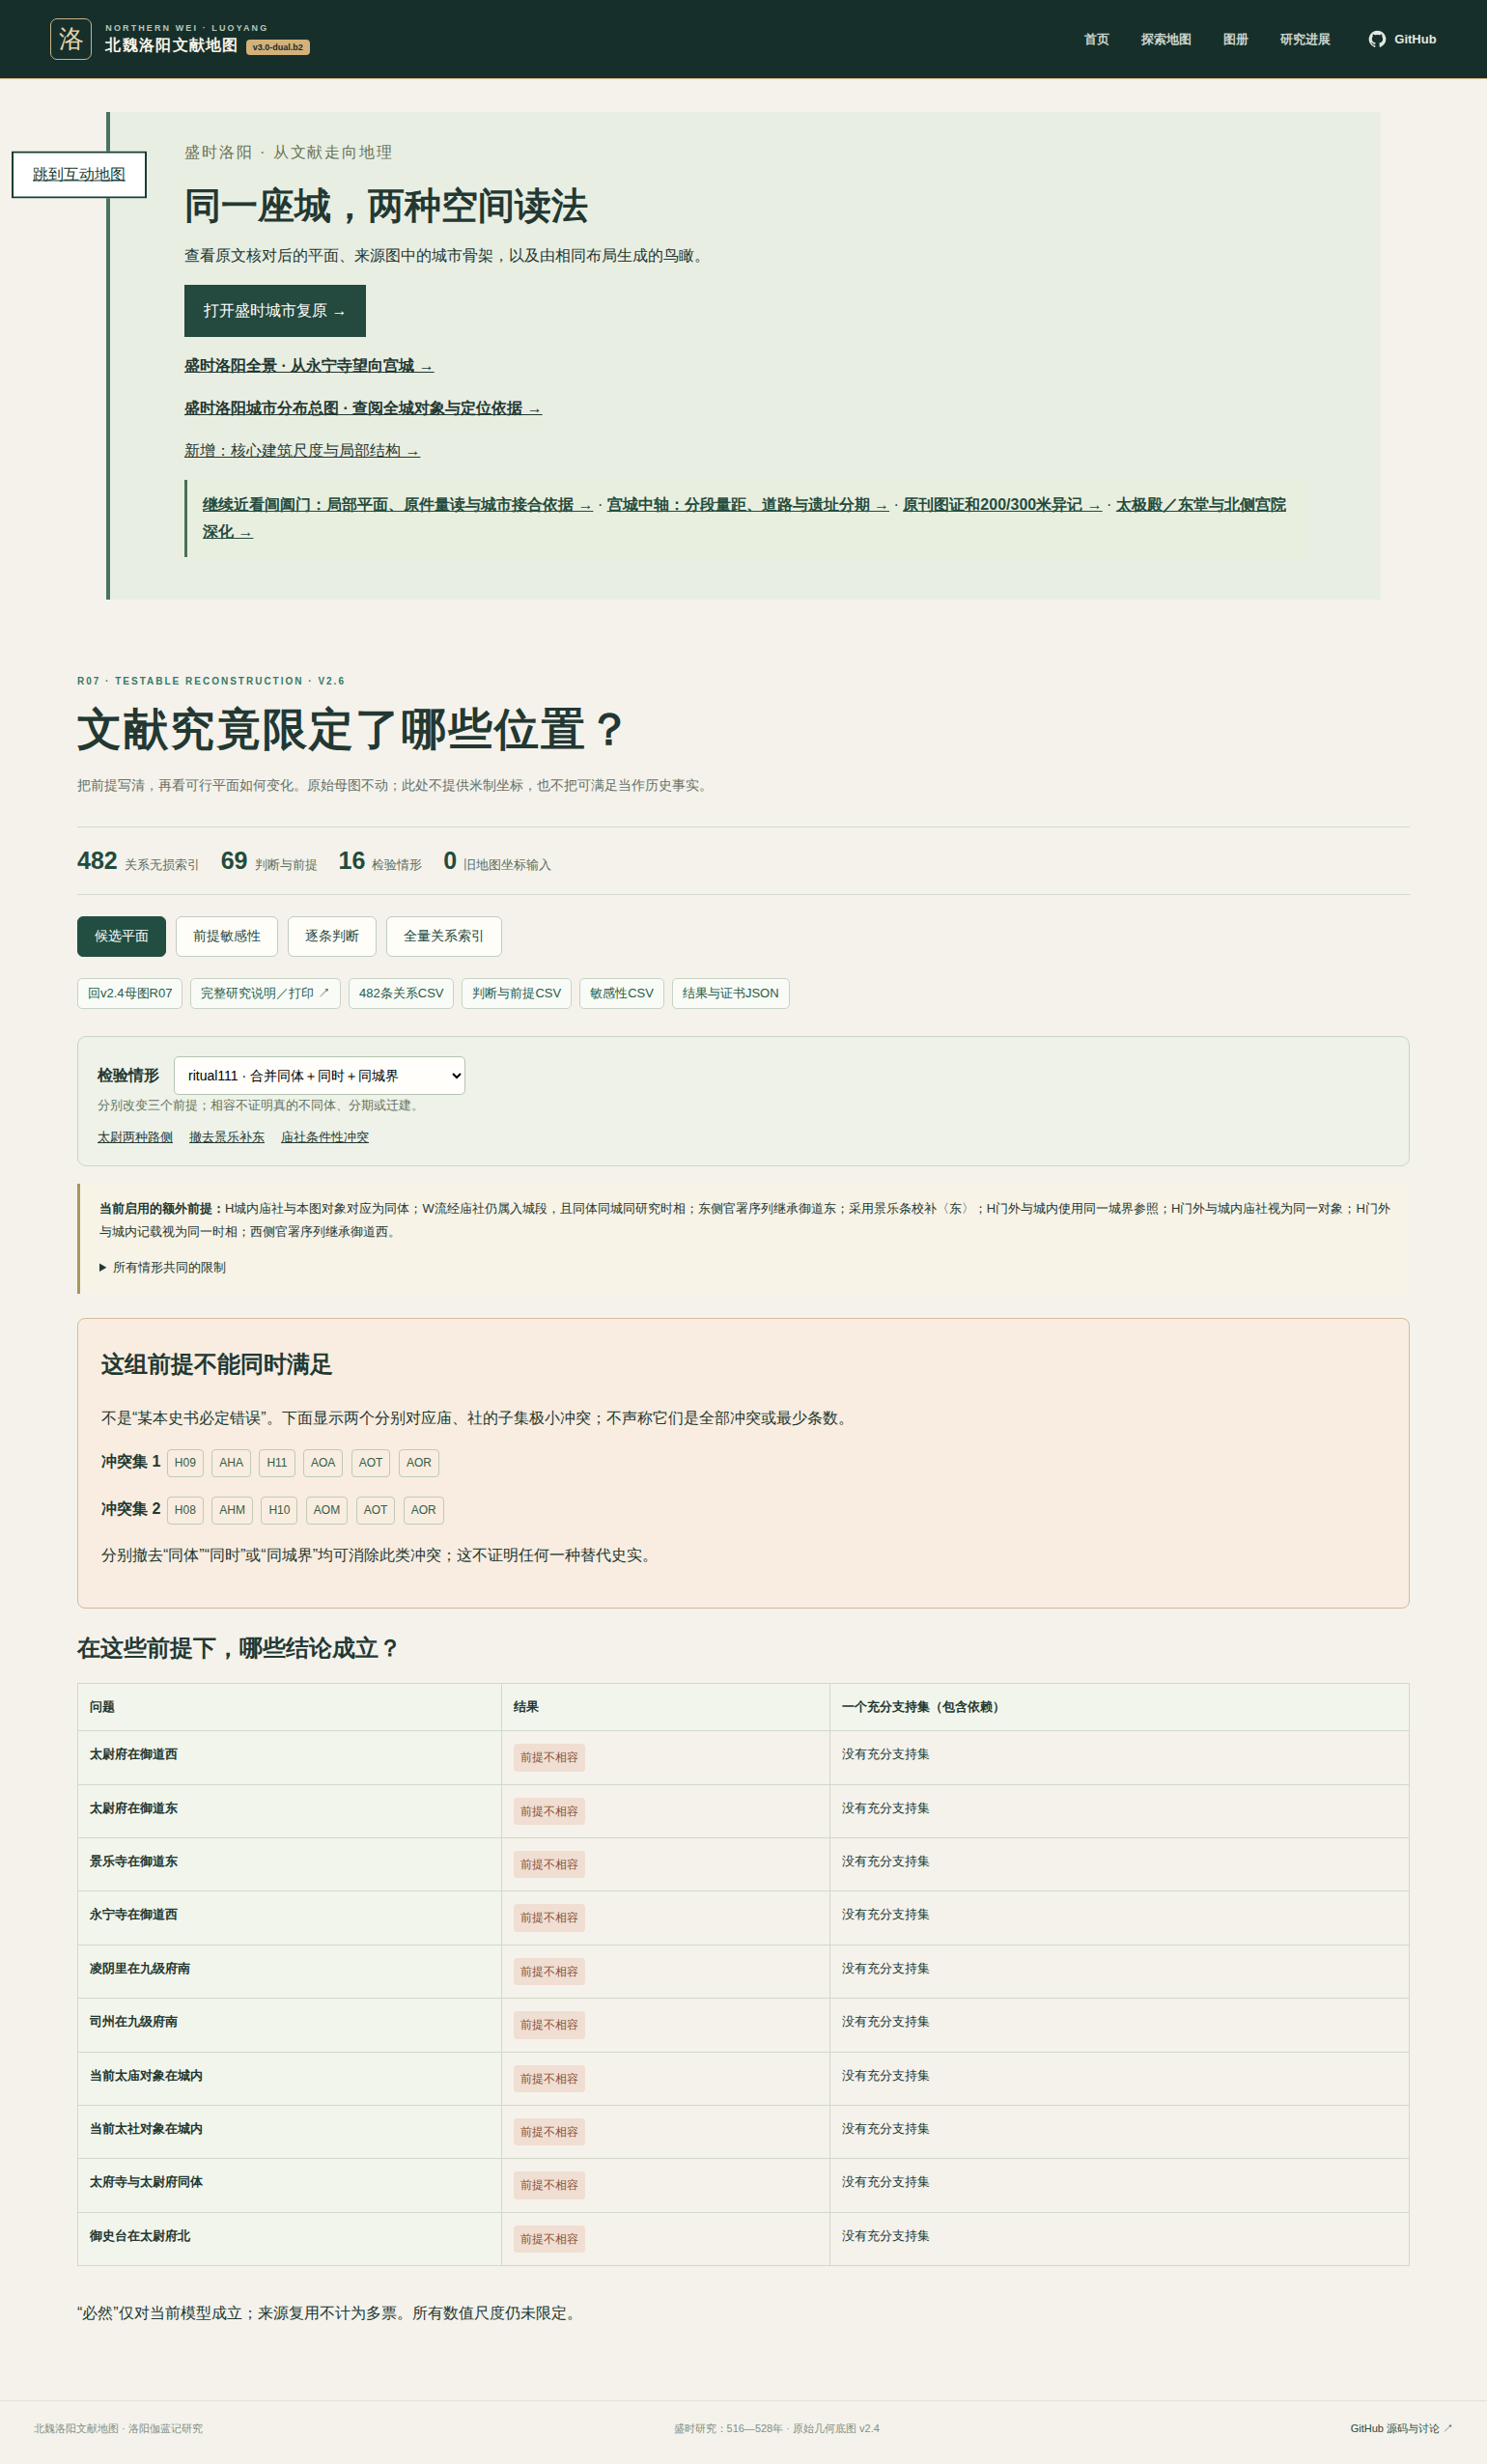 洛
NORTHERN WEI · LUOYANG
北魏洛阳文献地图 v3.0-dual.b2
首页 探索地图 图册 研究进展 GitHub
跳到互动地图
盛时洛阳 · 从文献走向地理
同一座城，两种空间读法
查看原文核对后的平面、来源图中的城市骨架，以及由相同布局生成的鸟瞰。
打开盛时城市复原 →
盛时洛阳全景 · 从永宁寺望向宫城 →
盛时洛阳城市分布总图 · 查阅全城对象与定位依据 →
新增：核心建筑尺度与局部结构 →
继续近看阊阖门：局部平面、原件量读与城市接合依据 → · 宫城中轴：分段量距、道路与遗址分期 → · 原刊图证和200/300米异记 → · 太极殿／东堂与北侧宫院
深化 →
R07 · TESTABLE RECONSTRUCTION · V2.6
文献究竟限定了哪些位置？
把前提写清，再看可行平面如何变化。原始母图不动；此处不提供米制坐标，也不把可满足当作历史事实。
482 关系无损索引 69 判断与前提 16 检验情形 0 旧地图坐标输入
候选平面 前提敏感性 逐条判断 全量关系索引
回v2.4母图R07 完整研究说明／打印 ↗ 482条关系CSV 判断与前提CSV 敏感性CSV 结果与证书JSON
检验情形 ritual111 · 合并同体＋同时＋同城界
分别改变三个前提；相容不证明真的不同体、分期或迁建。
太尉两种路侧 撤去景乐补东 庙社条件性冲突
当前启用的额外前提：H城内庙社与本图对象对应为同体；W流经庙社仍属入城段，且同体同城同研究时相；东侧官署序列继承御道东；采用景乐条校补〈东〉；H门外与城内使用同一城界参照；H门外与城内庙社视为同一对象；H门外
与城内记载视为同一时相；西侧官署序列继承御道西。
▶ 所有情形共同的限制
这组前提不能同时满足
不是“某本史书必定错误”。下面显示两个分别对应庙、社的子集极小冲突；不声称它们是全部冲突或最少条数。
冲突集 1 H09 AHA H11 AOA AOT AOR
冲突集 2 H08 AHM H10 AOM AOT AOR
分别撤去“同体”“同时”或“同城界”均可消除此类冲突；这不证明任何一种替代史实。
在这些前提下，哪些结论成立？
问题 结果 一个充分支持集（包含依赖）
太尉府在御道西 前提不相容 没有充分支持集
太尉府在御道东 前提不相容 没有充分支持集
景乐寺在御道东 前提不相容 没有充分支持集
永宁寺在御道西 前提不相容 没有充分支持集
凌阴里在九级府南 前提不相容 没有充分支持集
司州在九级府南 前提不相容 没有充分支持集
当前太庙对象在城内 前提不相容 没有充分支持集
当前太社对象在城内 前提不相容 没有充分支持集
太府寺与太尉府同体 前提不相容 没有充分支持集
御史台在太尉府北 前提不相容 没有充分支持集
“必然”仅对当前模型成立；来源复用不计为多票。所有数值尺度仍未限定。
北魏洛阳文献地图 · 洛阳伽蓝记研究 盛时研究：516—528年 · 原始几何底图 v2.4 GitHub 源码与讨论 ↗